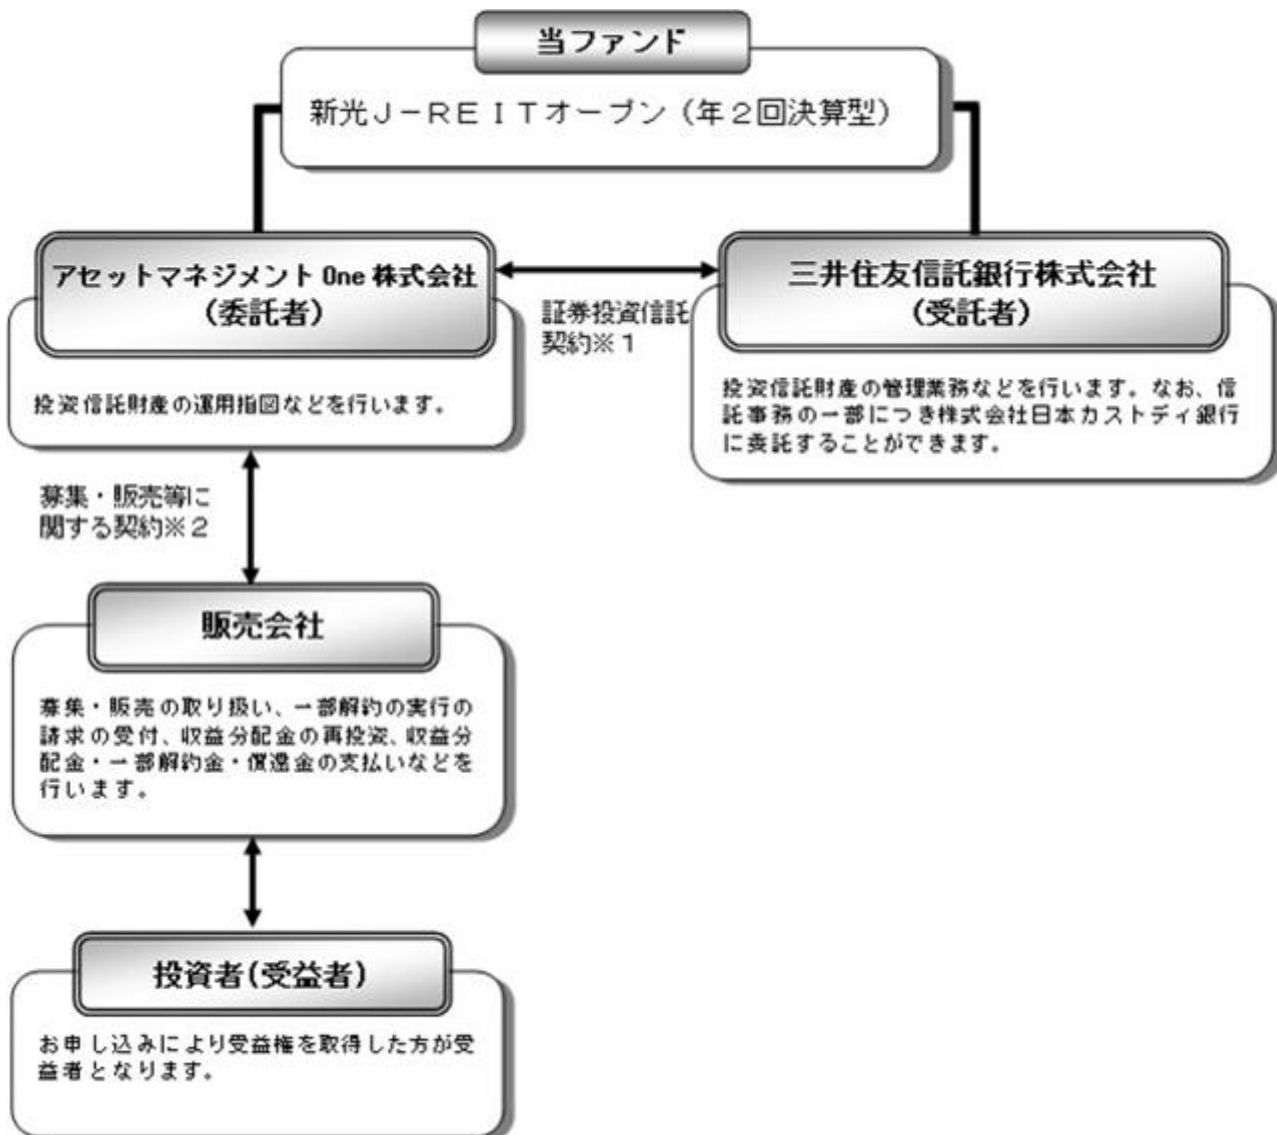 当ファンド
新光J－REITオープン（年２回決算型）
アセットマネジメントOne 株式会社
（委託者）
投資信託財産の運用指図などを行います。
証券投資信託
契約※１
三井住友信託銀行株式会社
（受託者）
投資信託財産の管理業務などを行います。なお、信
託事務の一部につき株式会社日本カストディ銀行
に委託することができます。
募集・販売等に
関する契約※２
販売会社
募集・販売の取り扱い、一部解約の実行の
請求の受付、収益分配金の再投資、収益分
配金・一部解約金・償還金の支払いなどを
行います。
投資者(受益者)
お申し込みにより受益権を取得した方が受
益者となります。